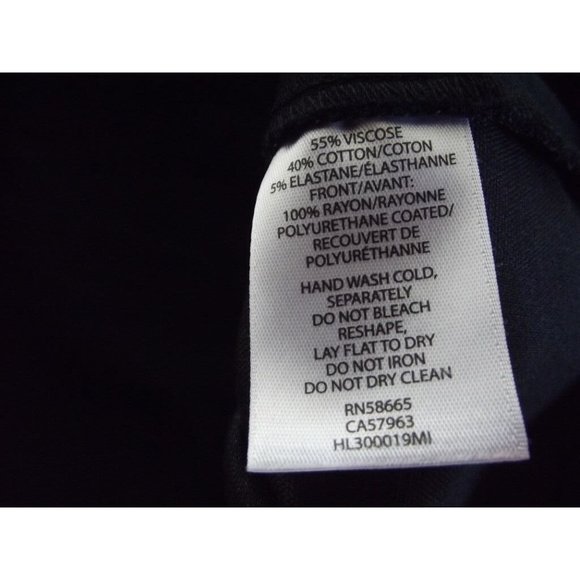 55% VISCOSE
40% COTTON/COTON
5% ELASTANE/ÉLASTHANNE
FRONT/AVANT:
100% RAYON/RAYONNE
POLYURETHANE COATED/
RECOUVERT DE
POLYURÉTHANNE
HAND WASH COLD,
SEPARATELY
DO NOT BLEACH
RESHAPE,
LAY FLAT TO DRY
DO NOT IRON
DO NOT DRY CLEAN
RN58665
CA57963
HL300019MI